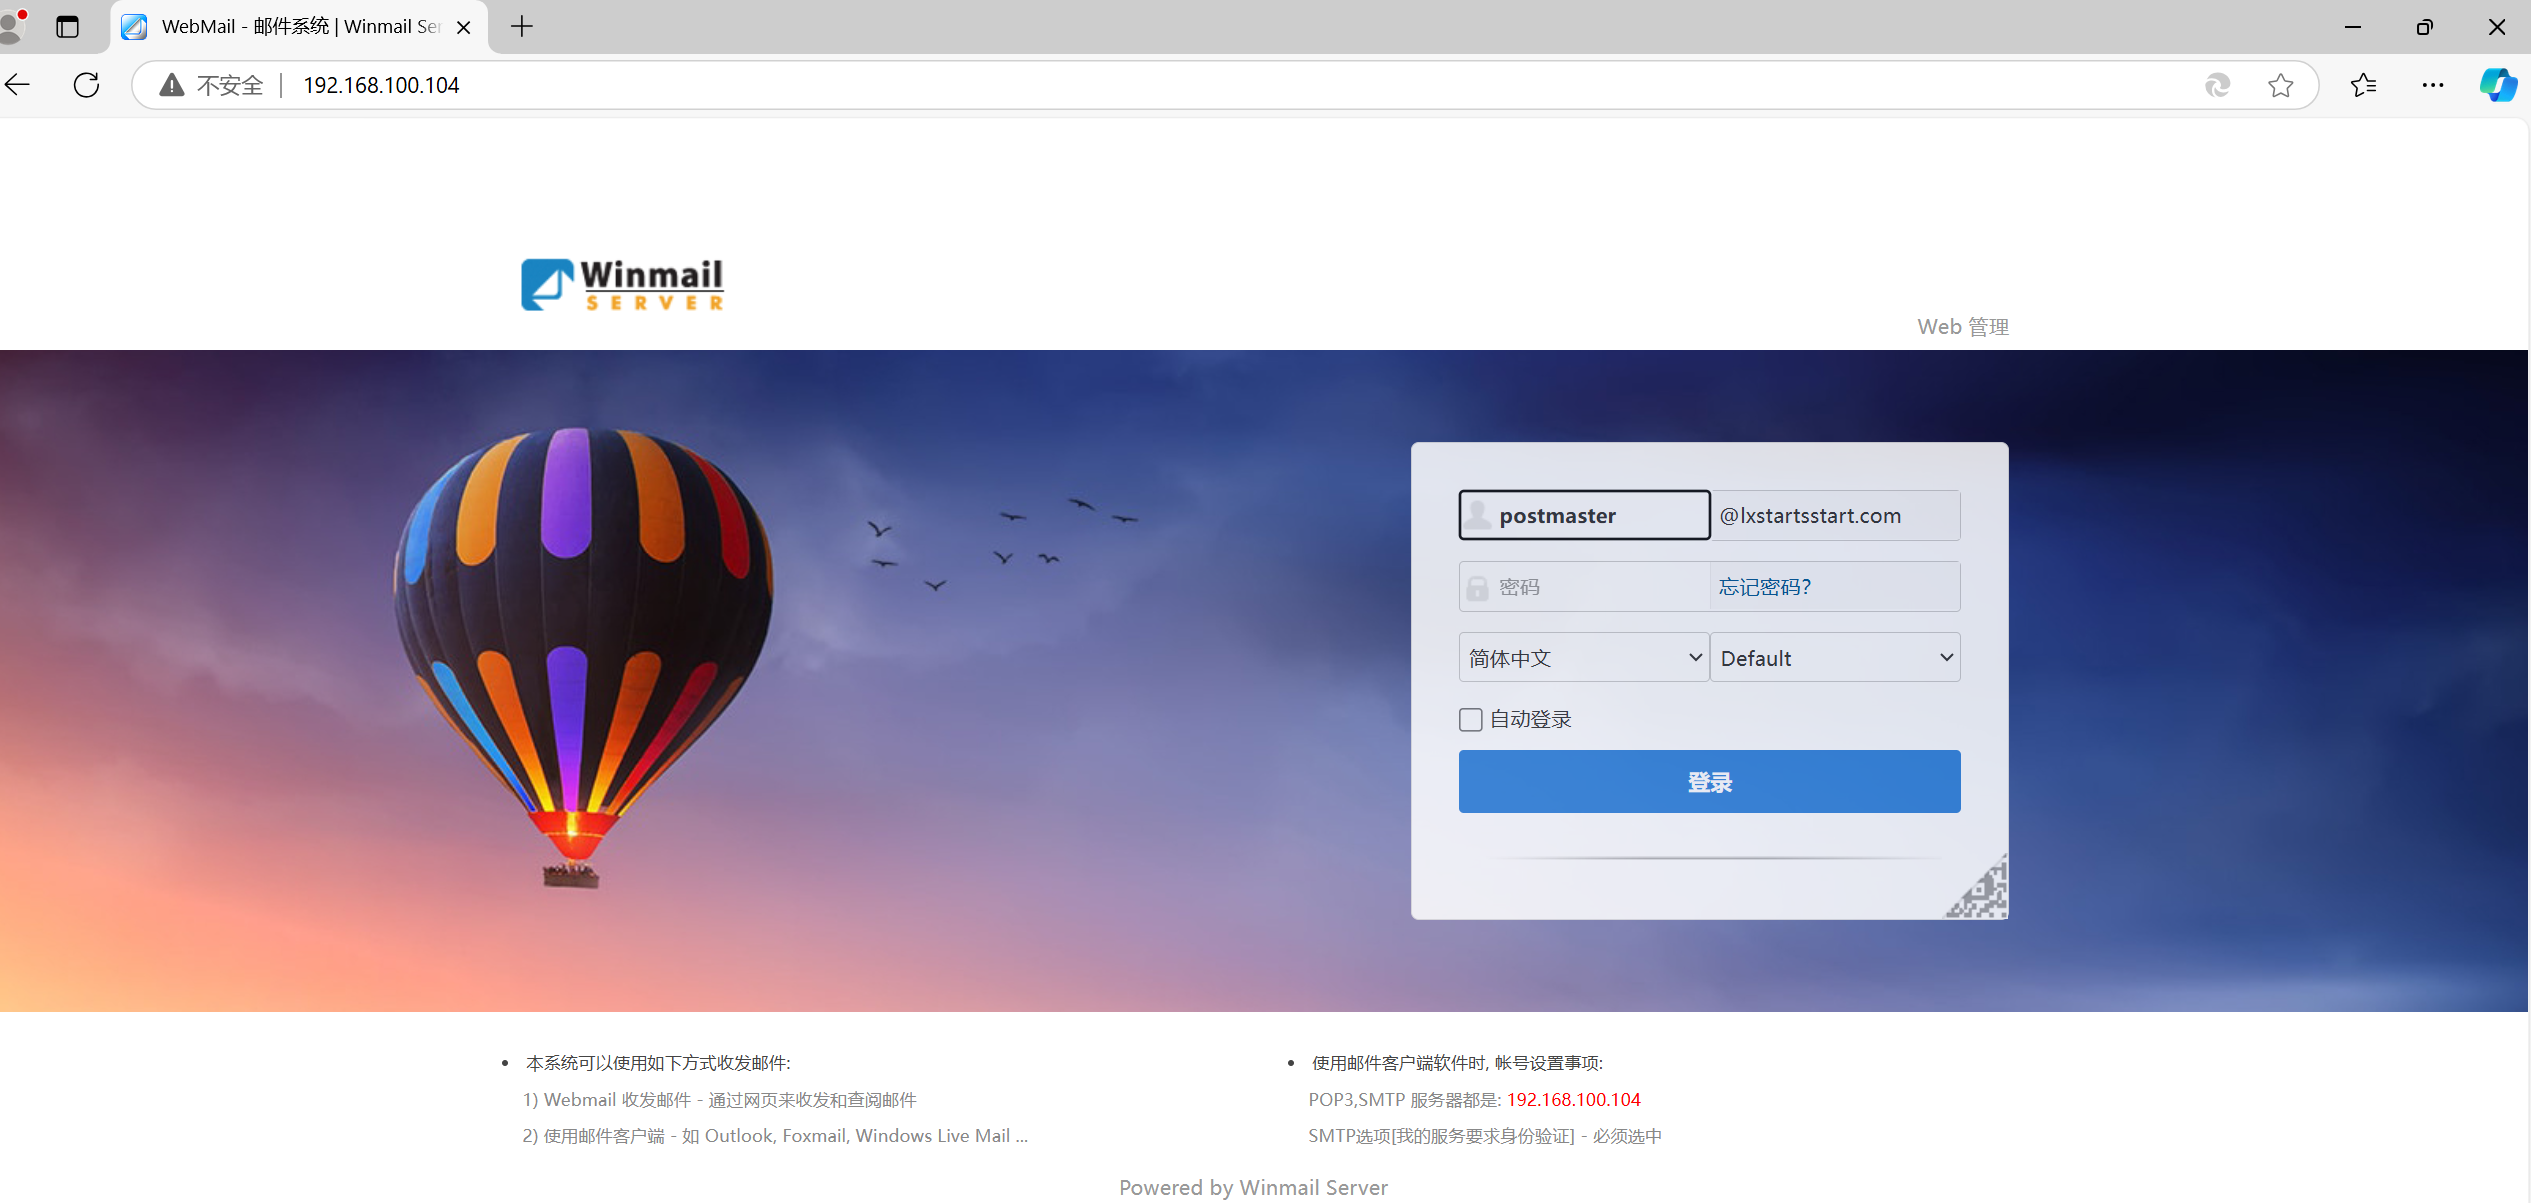 WebMail - 邮件系统 | Winmail Ser
不安全
192.168.100.104
Winmail
SERVER
Web 管理
postmaster
@lxstartsstart.com
密码
忘记密码？
简体中文
Default
自动登录
登录
本系统可以使用如下方式收发邮件:
1) Webmail 收发邮件 - 通过网页来收发和查阅邮件
2) 使用邮件客户端 - 如 Outlook, Foxmail, Windows Live Mail ...
使用邮件客户端软件时, 帐号设置事项:
POP3,SMTP 服务器都是: 192.168.100.104
SMTP选项[我的服务要求身份验证] - 必须选中
Powered by Winmail Server